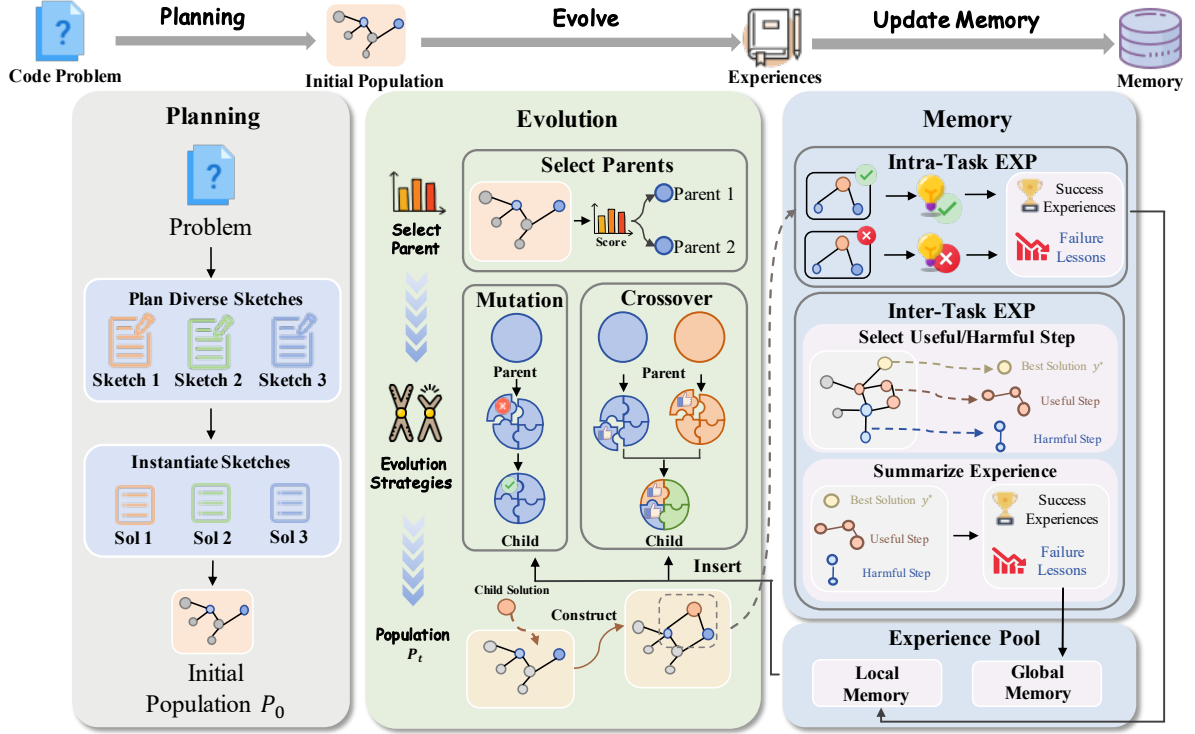 Planning
Evolve
Update Memory
Code Problem
Initial Population
Experiences
Memory
Planning
Problem
Plan Diverse Sketches
Sketch 1
Sketch 2
Sketch 3
Instantiate Sketches
Sol 1
Sol 2
Sol 3
Initial
Population P₀
Evolution
Select
Parent
Evolution
Strategies
Population
Pₜ
Select Parents
Score
Parent 1
Parent 2
Mutation
Parent
Child
Crossover
Parent
Child
Insert
Child Solution
Construct
Memory
Intra-Task EXP
Success
Experiences
Failure
Lessons
Inter-Task EXP
Select Useful/Harmful Step
Best Solution y*
Useful Step
Harmful Step
Summarize Experience
Best Solution y*
Useful Step
Harmful Step
Success
Experiences
Failure
Lessons
Experience Pool
Local
Memory
Global
Memory